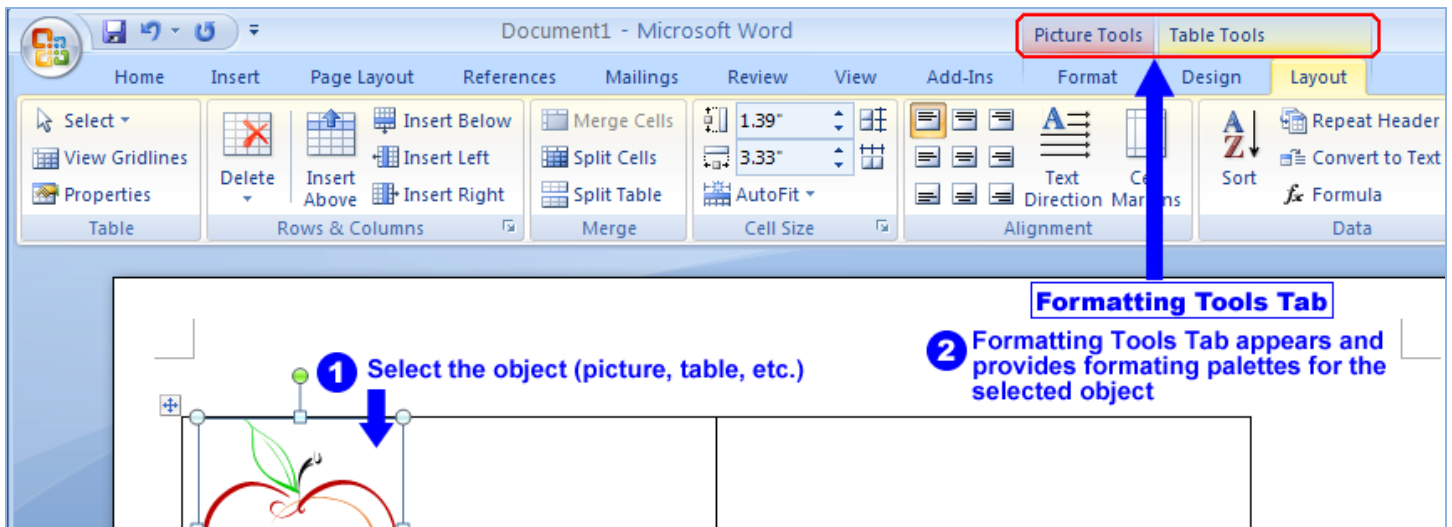 Document1 - Microsoft Word
Picture Tools Table Tools
Home Insert Page Layout References Mailings Review View Add-Ins Format Design Layout
Select
View Gridlines
Properties
Table
Delete
Insert
Above
Insert Below
Insert Left
Insert Right
Rows & Columns
Merge Cells
Split Cells
Split Table
Merge
1.39"
3.33"
AutoFit
Cell Size
Text
Direction
Margins
Alignment
A
Z
Sort
Repeat Header
Convert to Text
fx Formula
Data
Formatting Tools Tab
1 Select the object (picture, table, etc.)
2 Formatting Tools Tab appears and
provides formating palettes for the
selected object